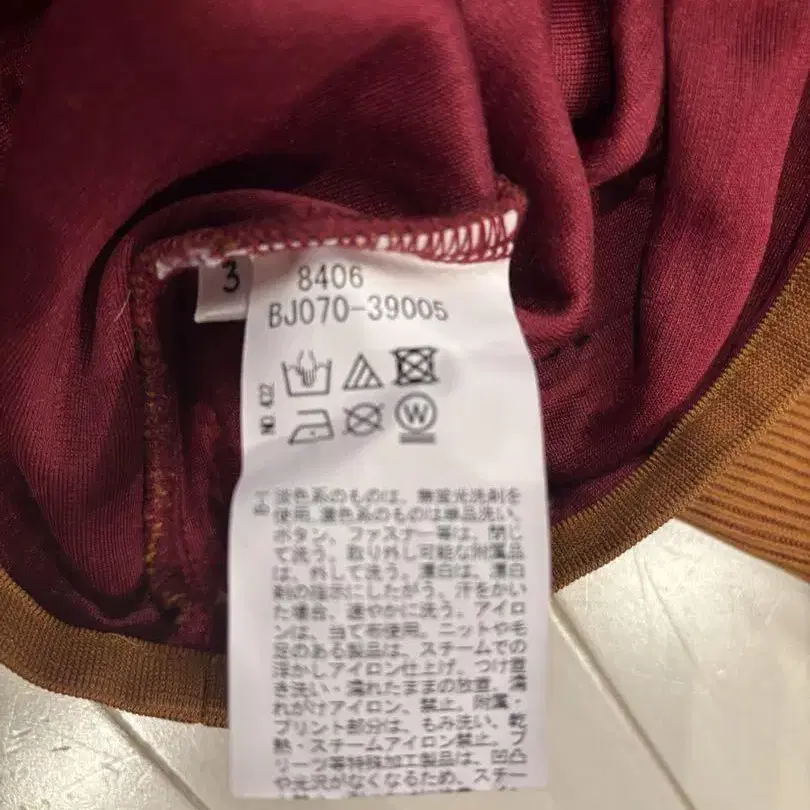 3
8406
BJ070-39005
NO.402
W
淡色系のものは、無蛍光洗剤を
使用、濃色系のものは単品洗い、
ボタン、ファスナー等は、閉じ
て洗う、取り外し可能な附属品
は、外して洗う、漂白は、漂白
剤の指示にしたがう、汗をかい
た場合、速やかに洗う、アイロ
ンは、当て布使用、ニットや毛
足のある製品は、スチームでの
浮かしアイロン仕上げ、つけ置
き洗い・濡れたままの放置、濡
れがけアイロン、禁止、附属・
プリント部分は、もみ洗い、乾
熱・スチームアイロン禁止、プ
リーツ等特殊加工製品は、凹凸
や光沢がなくなるため、スチー